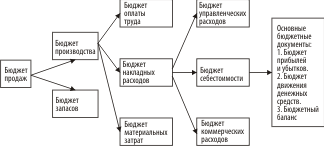 Бюджет
продаж
Бюджет
производства
Бюджет
запасов
Бюджет
оплаты
труда
Бюджет
накладных
расходов
Бюджет
материальных
затрат
Бюджет
управленческих
расходов
Бюджет
себестоимости
Бюджет
коммерческих
расходов
Основные
бюджетные
документы:
1. Бюджет
прибылей
и убытков.
2. Бюджет
движения
денежных
средств.
3. Бюджетный
баланс